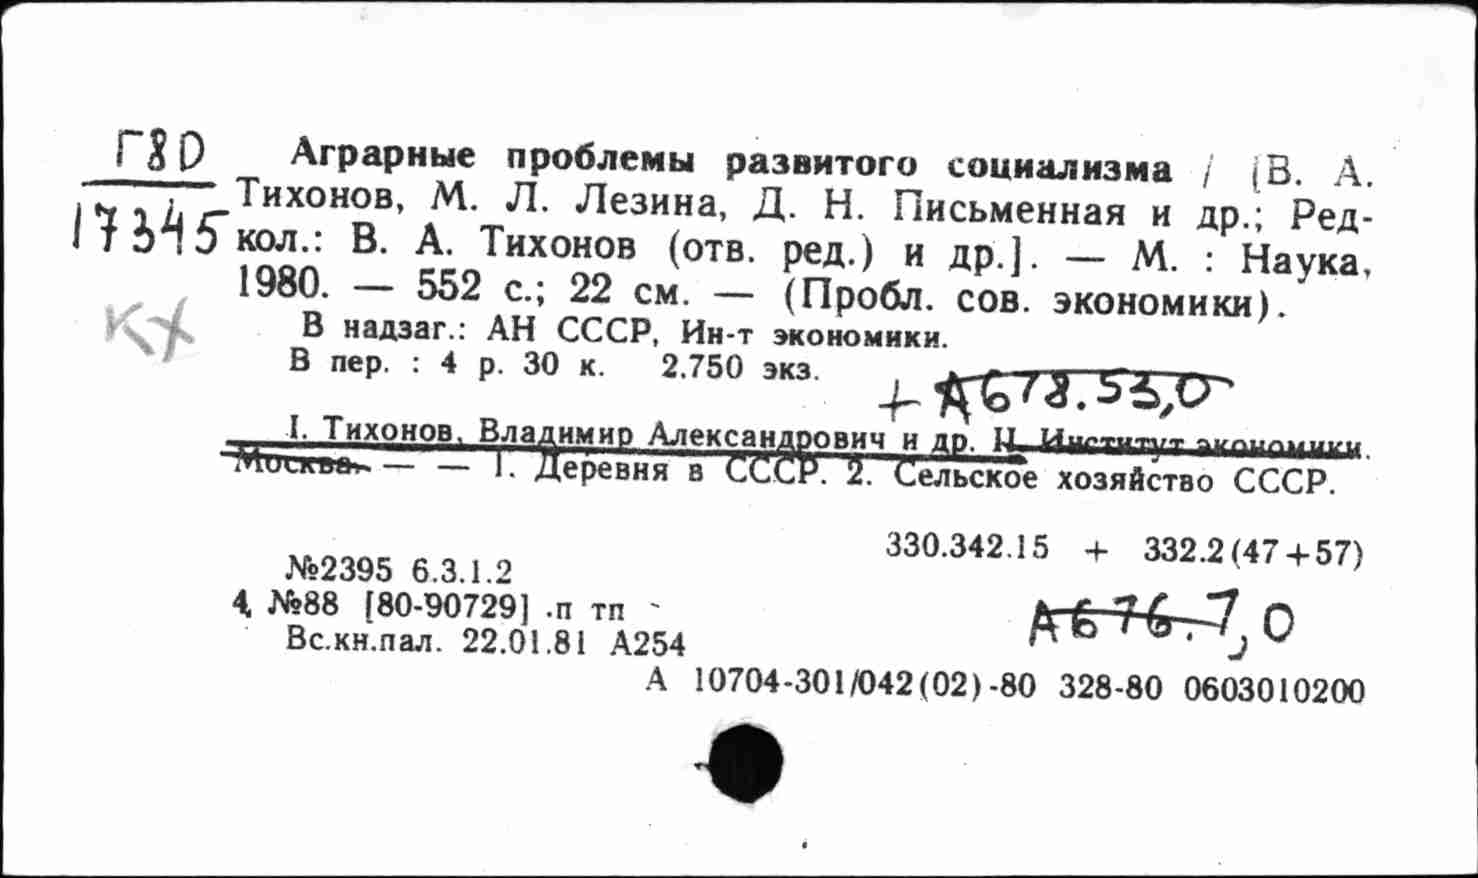 Г80
17345
КХ
Аграрные проблемы развитого социализма / [В. А.
Тихонов, М. Л. Лезина, Д. Н. Письменная и др.; Ред-
кол.: В. А. Тихонов (отв. ред.) и др.]. — М. : Наука,
1980. — 552 с.; 22 см. — (Пробл. сов. экономики).
В надзаг.: АН СССР, Ин-т экономики.
В пер. : 4 р. 30 к. 2.750 экз.
+ А678.53,0
I. Тихонов, Владимир Александрович и др. II. Институт экономики.
Москва. — — 1. Деревня в СССР. 2. Сельское хозяйство СССР.
330.342.15 + 332.2(47+57)
№2395 6.3.1.2
4. №88 [80-90729] .п тп -
Вс.кн.пал. 22.01.81 А254
А676.7,0
А 10704-301/042(02)-80 328-80 0603010200